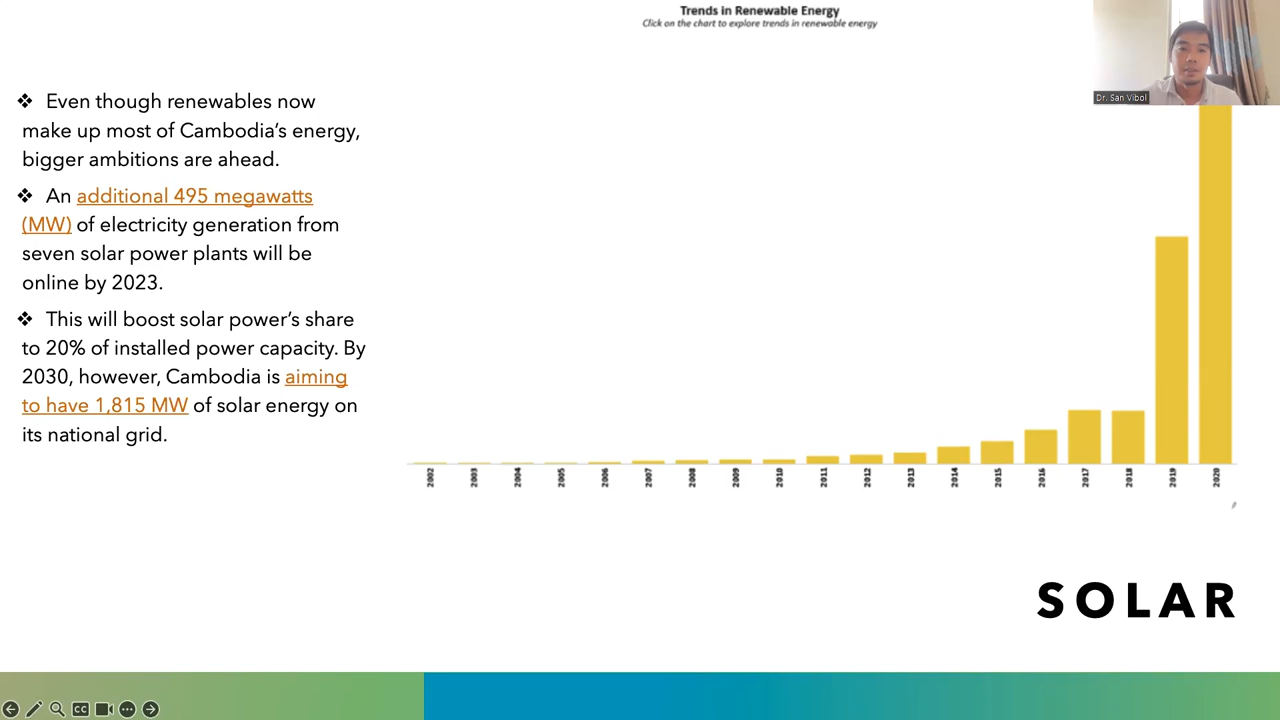 Trends in Renewable Energy
Click on the chart to explore trends in renewable energy
Dr. San Vibol
❖ Even though renewables now
make up most of Cambodia’s energy,
bigger ambitions are ahead.
❖ An additional 495 megawatts
(MW) of electricity generation from
seven solar power plants will be
online by 2023.
❖ This will boost solar power’s share
to 20% of installed power capacity. By
2030, however, Cambodia is aiming
to have 1,815 MW of solar energy on
its national grid.
2002 2003 2004 2005 2006 2007 2008 2009 2010 2011 2012 2013 2014 2015 2016 2017 2018 2019 2020
SOLAR
CC